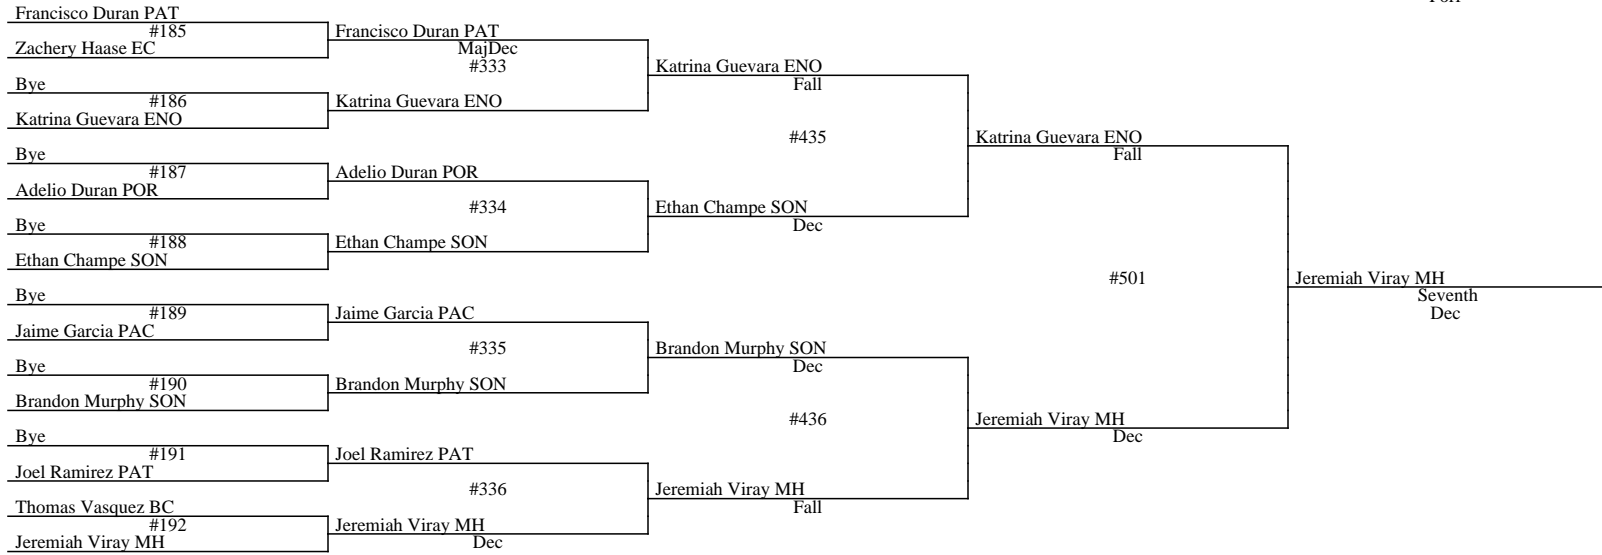 Francisco Duran PAT
#185
Zachery Haase EC
Bye
#186
Katrina Guevara ENO
Bye
#187
Adelio Duran POR
Bye
#188
Ethan Champe SON
Bye
#189
Jaime Garcia PAC
Bye
#190
Brandon Murphy SON
Bye
#191
Joel Ramirez PAT
Thomas Vasquez BC
#192
Jeremiah Viray MH
Francisco Duran PAT
MajDec
#333
Katrina Guevara ENO
Adelio Duran POR
#334
Ethan Champe SON
Jaime Garcia PAC
#335
Brandon Murphy SON
Joel Ramirez PAT
#336
Jeremiah Viray MH
Dec
Katrina Guevara ENO
Fall
#435
Ethan Champe SON
Dec
Brandon Murphy SON
Dec
#436
Jeremiah Viray MH
Fall
Katrina Guevara ENO
Fall
#501
Jeremiah Viray MH
Dec
Jeremiah Viray MH
Seventh
Dec